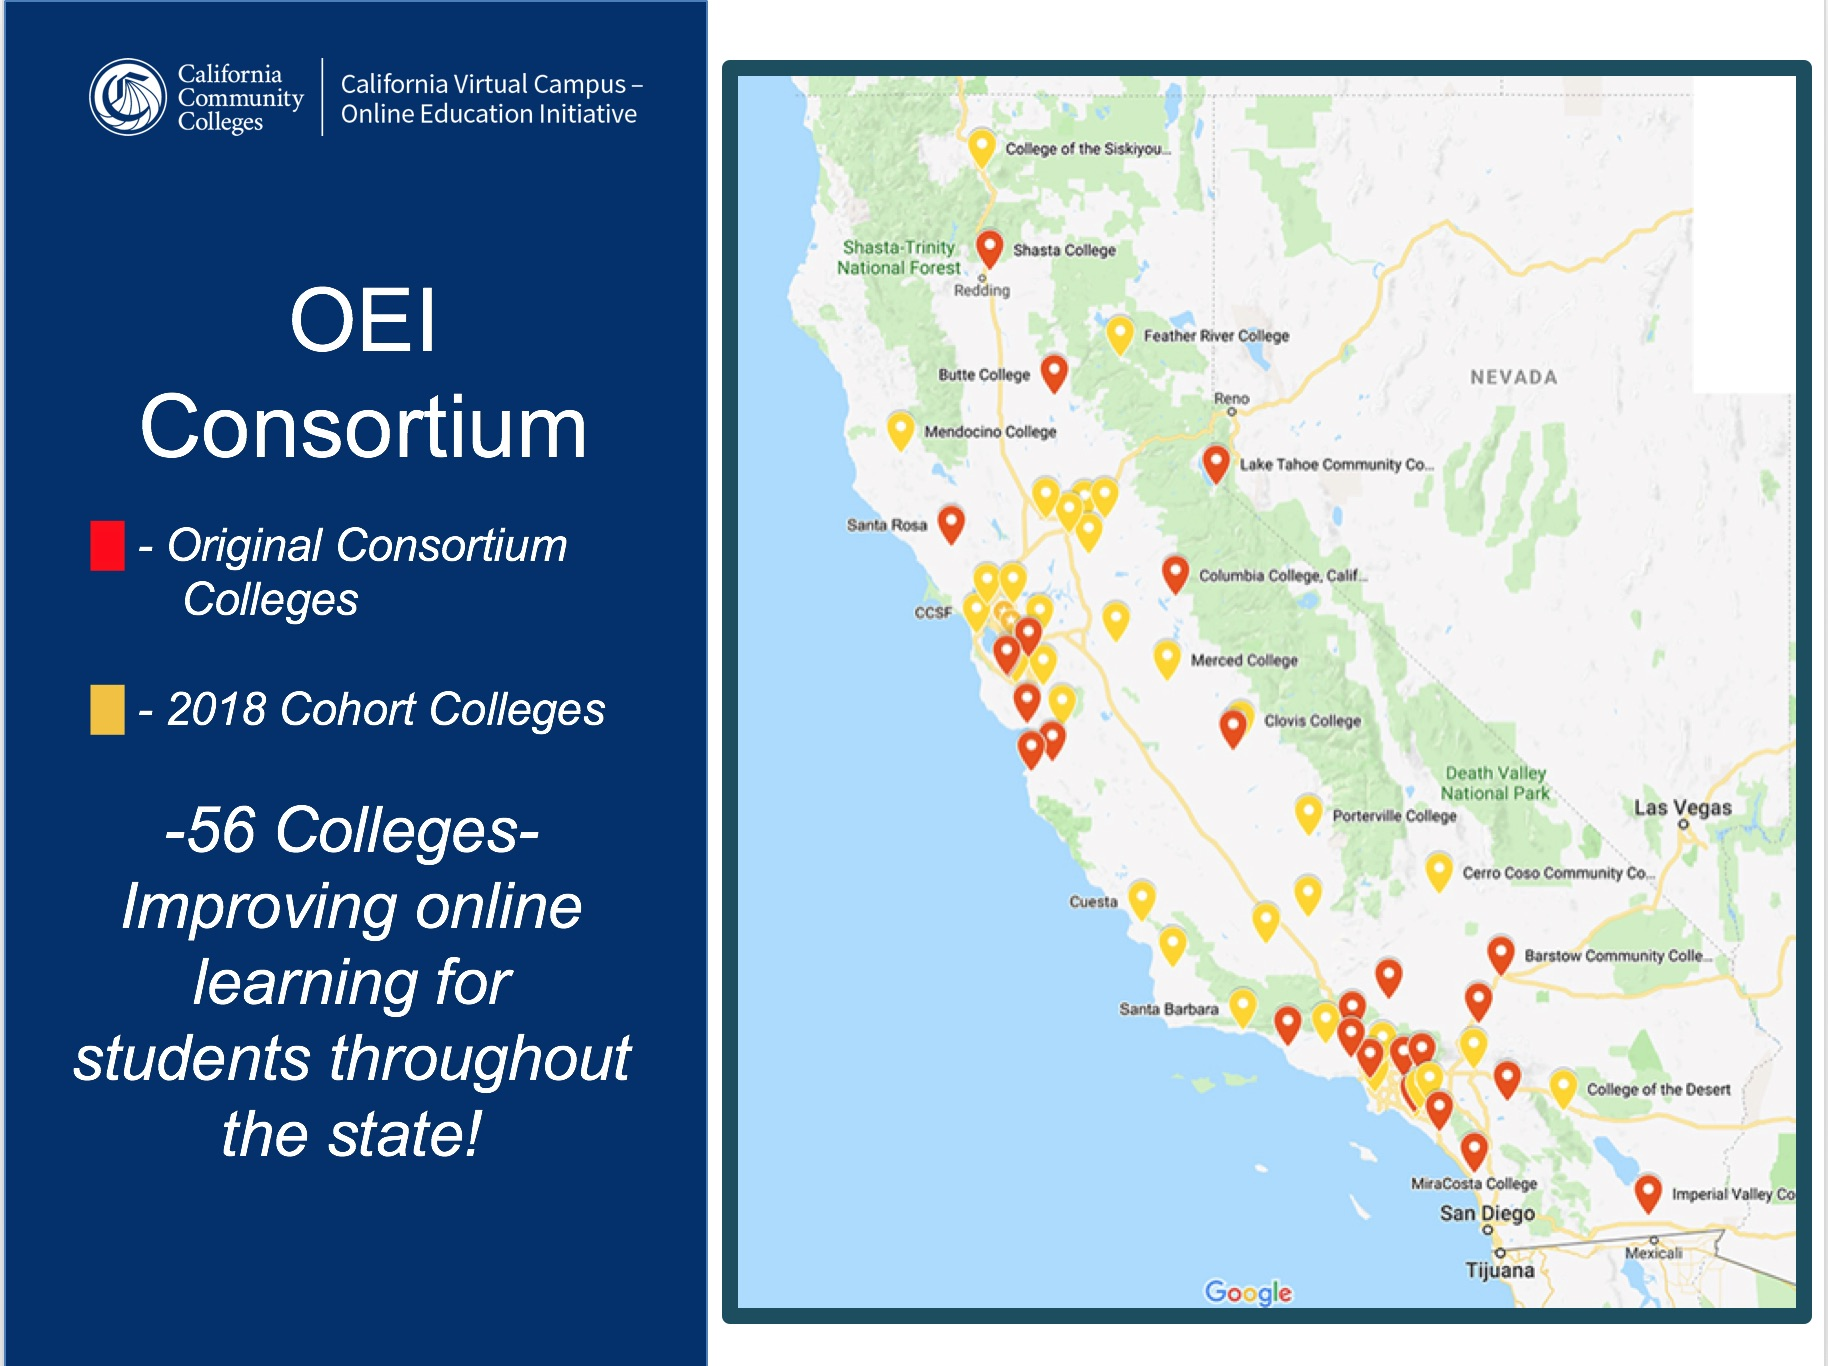 California
Community
Colleges
California Virtual Campus –
Online Education Initiative
OEI
Consortium
- Original Consortium
Colleges
- 2018 Cohort Colleges
-56 Colleges-
Improving online
learning for
students throughout
the state!
College of the Siskiyou...
Shasta-Trinity
National Forest
Shasta College
Redding
Feather River College
Butte College
NEVADA
Reno
Mendocino College
Lake Tahoe Community Co...
Santa Rosa
Columbia College, Calif...
CCSF
Merced College
Clovis College
Death Valley
National Park
Las Vegas
Porterville College
Cerro Coso Community Co...
Cuesta
Barstow Community Colle...
Santa Barbara
College of the Desert
MiraCosta College
Imperial Valley Co
San Diego
Mexicali
Tijuana
Google